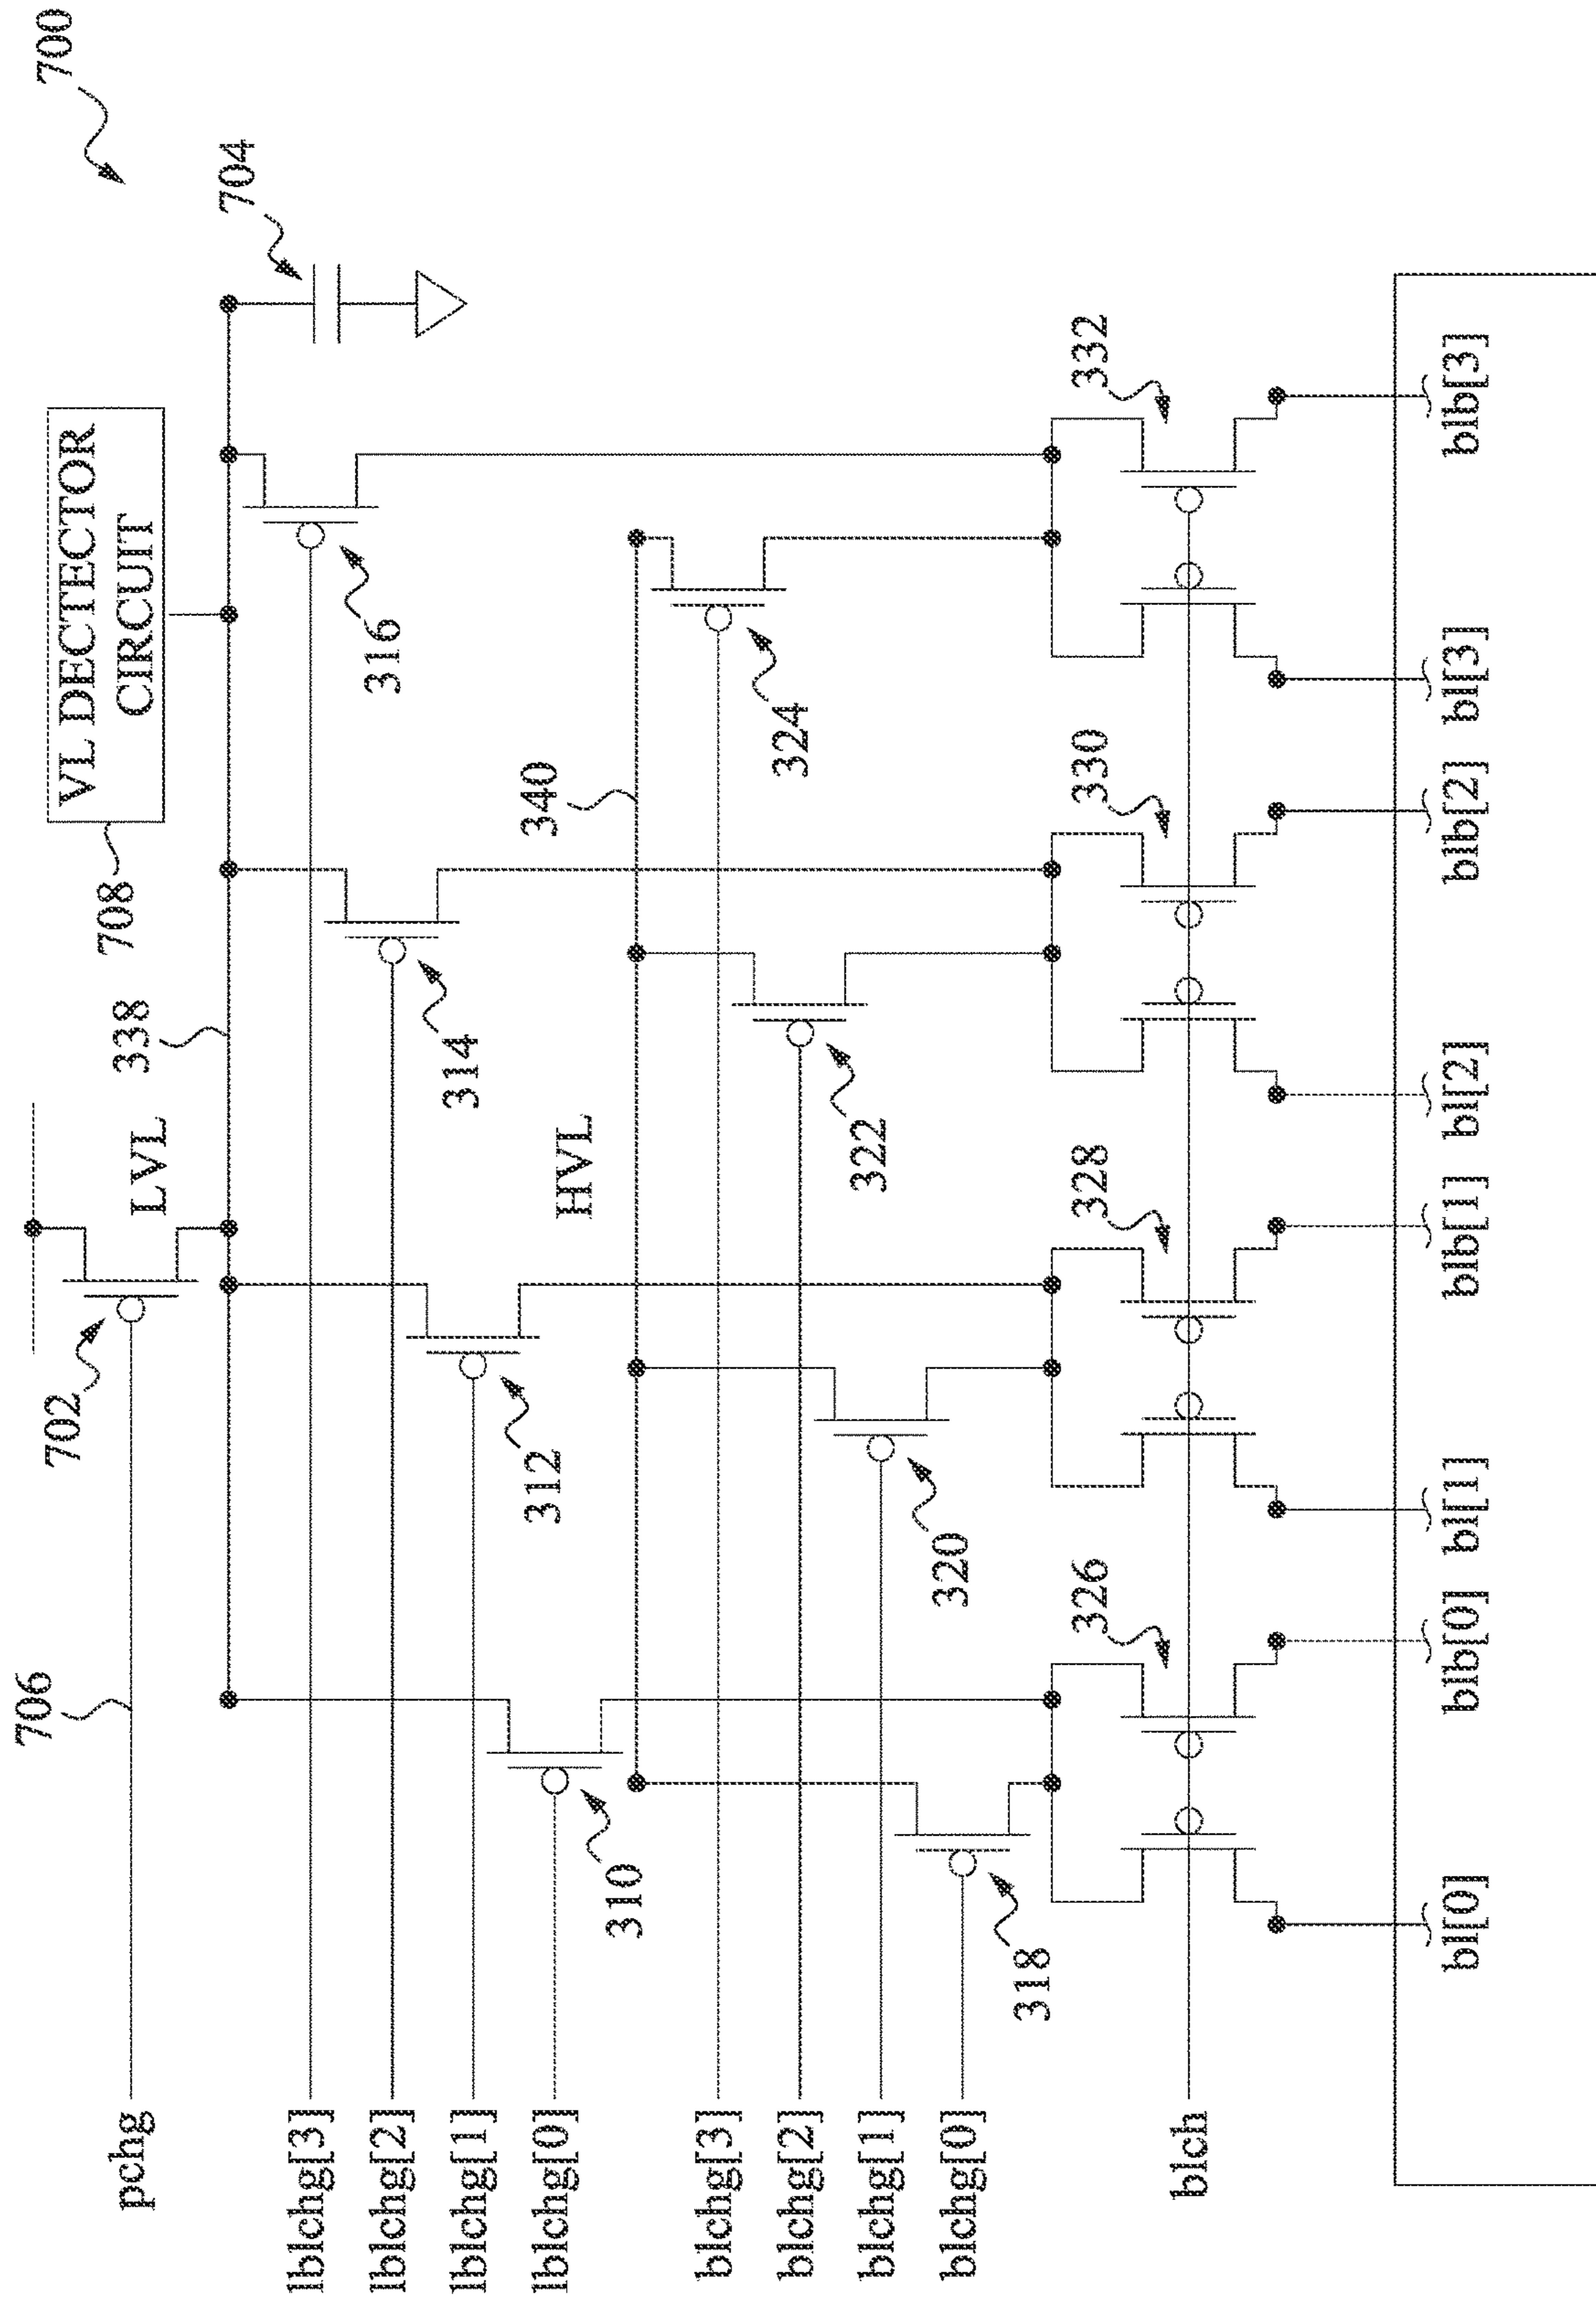 700
VL DECTECTOR
CIRCUIT
708
704
702
706
LVL
338
pchg
lblchg[3]
lblchg[2]
lblchg[1]
lblchg[0]
316
314
312
310
HVL
340
blchg[3]
blchg[2]
blchg[1]
blchg[0]
324
322
320
318
326
328
330
332
blch
bl[0]
blb[0]
bl[1]
blb[1]
bl[2]
blb[2]
bl[3]
blb[3]